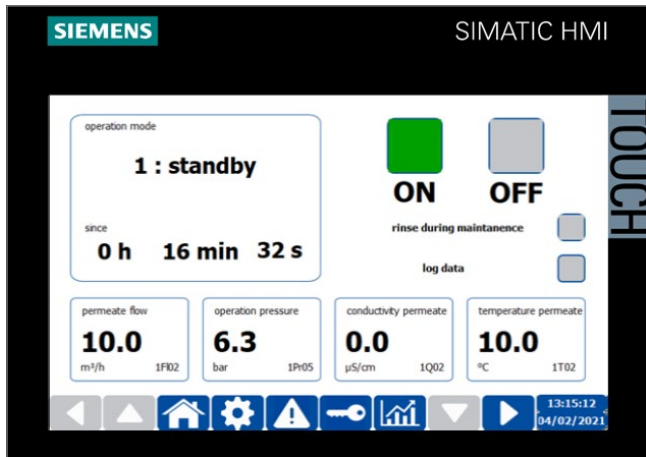 SIEMENS
SIMATIC HMI
TOUCH
operation mode
1 : standby
since
0 h 16 min 32 s
ON
OFF
rinse during maintanence
log data
permeate flow
10.0
m³/h 1Fl02
operation pressure
6.3
bar 1Pr05
conductivity permeate
0.0
µS/cm 1Q02
temperature permeate
10.0
°C 1T02
13:15:12
04/02/2021